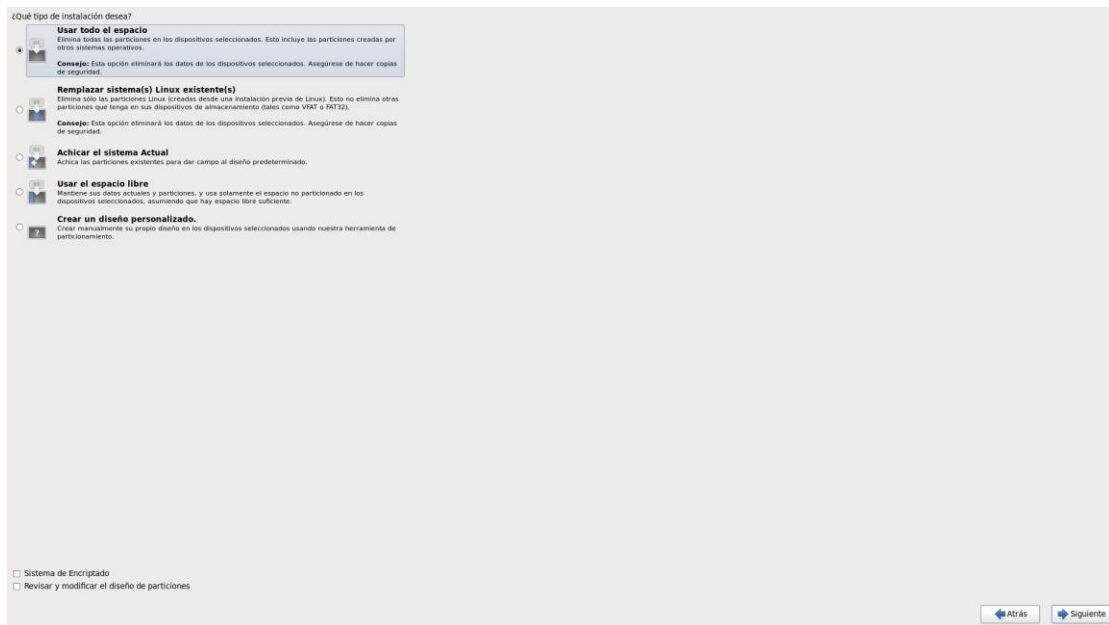 ¿Qué tipo de instalación desea?
Usar todo el espacio
Elimina todas las particiones en los dispositivos seleccionados. Esto incluye las particiones creadas por
otros sistemas operativos.
Consejo: Esta opción eliminará los datos de los dispositivos seleccionados. Asegúrese de hacer copias
de seguridad.
Remplazar sistema(s) Linux existente(s)
Elimina sólo las particiones Linux (creadas desde una instalación previa de Linux). Esto no elimina otras
particiones que tenga en sus dispositivos de almacenamiento (tales como VFAT o FAT32).
Consejo: Esta opción eliminará los datos de los dispositivos seleccionados. Asegúrese de hacer copias
de seguridad.
Achicar el sistema Actual
Achica las particiones existentes para dar campo al diseño predeterminado.
Usar el espacio libre
Mantiene sus datos actuales y particiones, y usa solamente el espacio no particionado en los
dispositivos seleccionados, asumiendo que hay espacio libre suficiente.
Crear un diseño personalizado.
Crear manualmente su propio diseño en los dispositivos seleccionados usando nuestra herramienta de
particionamiento.
Sistema de Encriptado
Revisar y modificar el diseño de particiones
Atrás
Siguiente